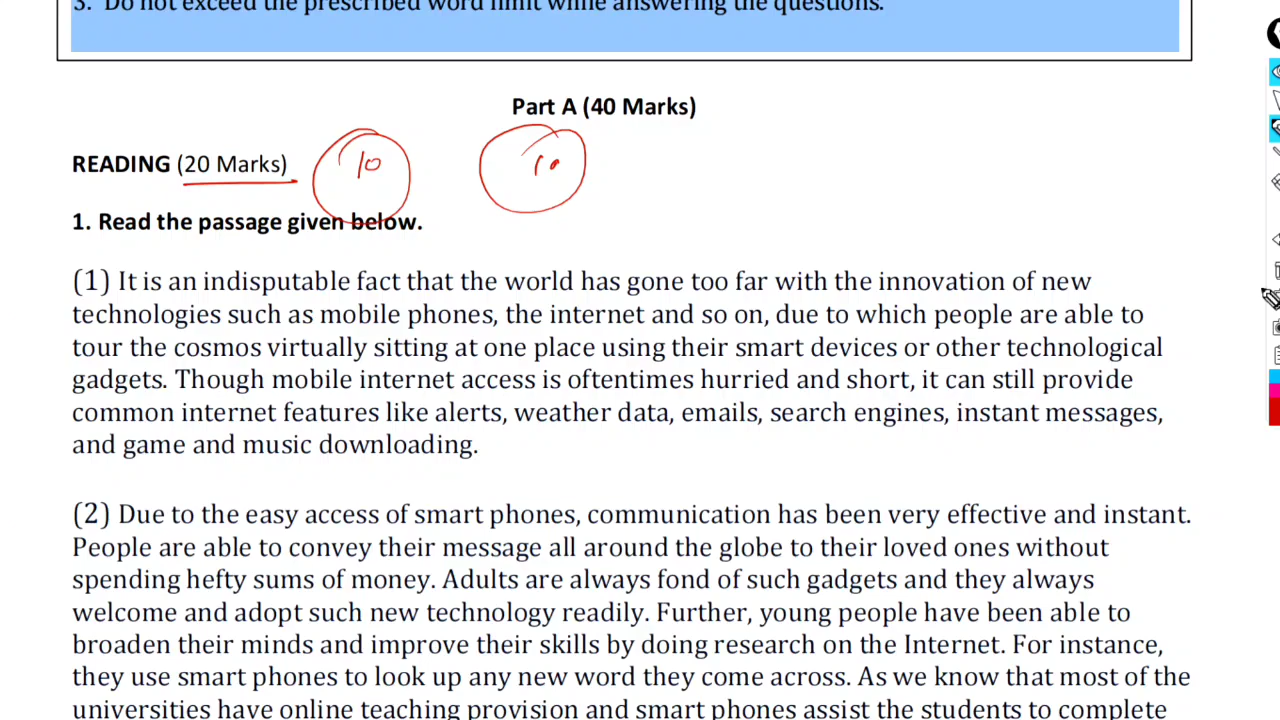 3. Do not exceed the prescribed word limit while answering the questions.
Part A (40 Marks)
READING (20 Marks) 10 10
1. Read the passage given below.
(1) It is an indisputable fact that the world has gone too far with the innovation of new
technologies such as mobile phones, the internet and so on, due to which people are able to
tour the cosmos virtually sitting at one place using their smart devices or other technological
gadgets. Though mobile internet access is oftentimes hurried and short, it can still provide
common internet features like alerts, weather data, emails, search engines, instant messages,
and game and music downloading.
(2) Due to the easy access of smart phones, communication has been very effective and instant.
People are able to convey their message all around the globe to their loved ones without
spending hefty sums of money. Adults are always fond of such gadgets and they always
welcome and adopt such new technology readily. Further, young people have been able to
broaden their minds and improve their skills by doing research on the Internet. For instance,
they use smart phones to look up any new word they come across. As we know that most of the
universities have online teaching provision and smart phones assist the students to complete